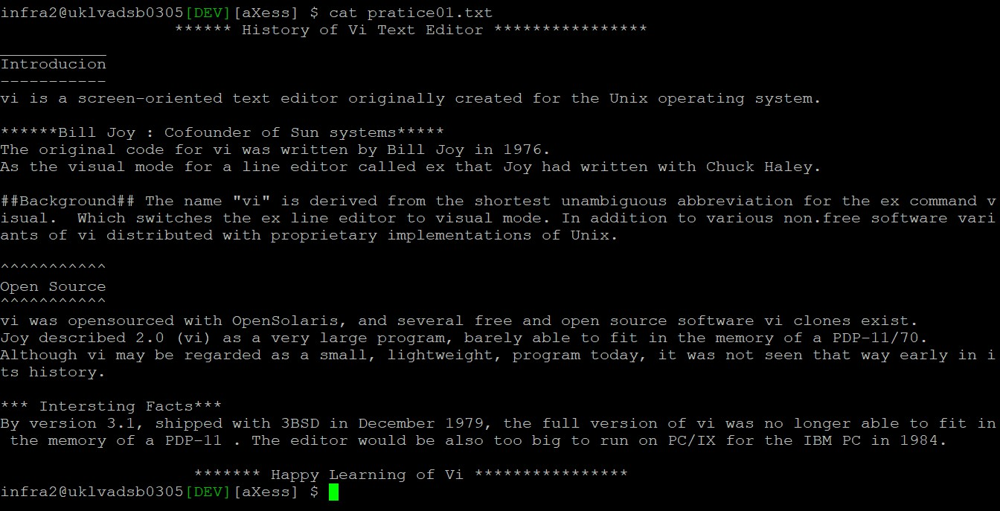 infra2@uklvadsb0305[DEV][aXess] $ cat pratice01.txt
****** History of Vi Text Editor ****************
___________
Introducion
-----------
vi is a screen-oriented text editor originally created for the Unix operating system.
******Bill Joy : Cofounder of Sun systems*****
The original code for vi was written by Bill Joy in 1976.
As the visual mode for a line editor called ex that Joy had written with Chuck Haley.
##Background## The name "vi" is derived from the shortest unambiguous abbreviation for the ex command v
isual.  Which switches the ex line editor to visual mode. In addition to various non.free software vari
ants of vi distributed with proprietary implementations of Unix.
^^^^^^^^^^^
Open Source
^^^^^^^^^^^
vi was opensourced with OpenSolaris, and several free and open source software vi clones exist.
Joy described 2.0 (vi) as a very large program, barely able to fit in the memory of a PDP-11/70.
Although vi may be regarded as a small, lightweight, program today, it was not seen that way early in i
ts history.
*** Intersting Facts***
By version 3.1, shipped with 3BSD in December 1979, the full version of vi was no longer able to fit in
 the memory of a PDP-11 . The editor would be also too big to run on PC/IX for the IBM PC in 1984.
******* Happy Learning of Vi ****************
infra2@uklvadsb0305[DEV][aXess] $